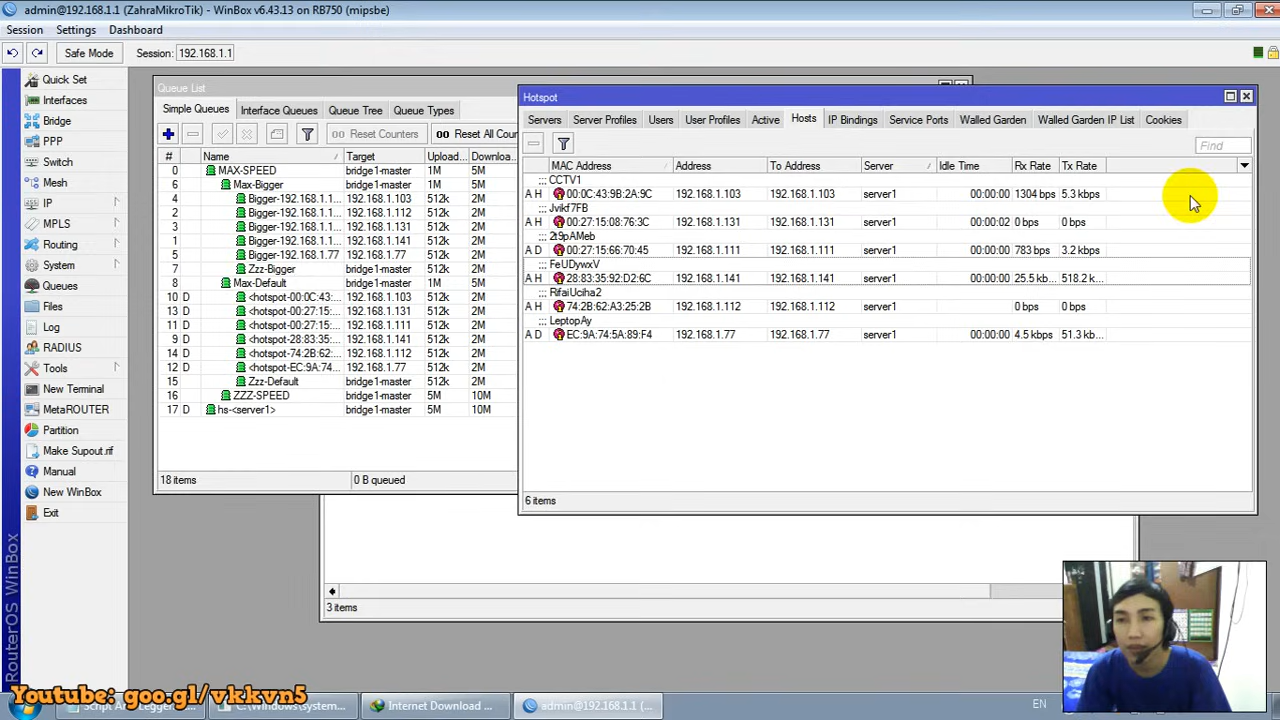 admin@192.168.1.1 (ZahraMikroTik) - WinBox v6.43.13 on RB750 (mipsbe)
Session Settings Dashboard
Safe Mode Session: 192.168.1.1
Quick Set
Interfaces
Bridge
PPP
Switch
Mesh
IP
MPLS
Routing
System
Queues
Files
Log
RADIUS
Tools
New Terminal
MetaROUTER
Partition
Make Supout.rif
Manual
New WinBox
Exit
RouterOS WinBox
Queue List
Simple Queues Interface Queues Queue Tree Queue Types
00 Reset Counters 00 Reset All Coun
# Name Target Upload... Downloa...
0 MAX-SPEED bridge1-master 1M 5M
6 Max-Bigger bridge1-master 1M 5M
4 Bigger-192.168.1.1... 192.168.1.103 512k 2M
2 Bigger-192.168.1.1... 192.168.1.112 512k 2M
3 Bigger-192.168.1.1... 192.168.1.131 512k 2M
1 Bigger-192.168.1.1... 192.168.1.141 512k 2M
5 Bigger-192.168.1.77 192.168.1.77 512k 2M
7 Zzz-Bigger bridge1-master 512k 2M
8 Max-Default bridge1-master 1M 5M
10 D <hotspot-00:0C:43:... 192.168.1.103 512k 2M
13 D <hotspot-00:27:15:... 192.168.1.131 512k 2M
11 D <hotspot-00:27:15:... 192.168.1.111 512k 2M
9 D <hotspot-28:83:35:... 192.168.1.141 512k 2M
14 D <hotspot-74:2B:62:... 192.168.1.112 512k 2M
12 D <hotspot-EC:9A:74... 192.168.1.77 512k 2M
15 Zzz-Default bridge1-master 512k 2M
16 ZZZ-SPEED bridge1-master 5M 10M
17 D hs-<server1> bridge1-master 5M 10M
18 items 0 B queued
Hotspot
Servers Server Profiles Users User Profiles Active Hosts IP Bindings Service Ports Walled Garden Walled Garden IP List Cookies
Find
MAC Address Address To Address Server Idle Time Rx Rate Tx Rate
::: CCTV1
A H 00:0C:43:9B:2A:9C 192.168.1.103 192.168.1.103 server1 00:00:00 1304 bps 5.3 kbps
::: Jvikf7FB
A H 00:27:15:08:76:3C 192.168.1.131 192.168.1.131 server1 00:00:02 0 bps 0 bps
::: 2t9pAMeb
A D 00:27:15:66:70:45 192.168.1.111 192.168.1.111 server1 00:00:00 783 bps 3.2 kbps
::: FeUDywxV
A H 28:83:35:92:D2:6C 192.168.1.141 192.168.1.141 server1 00:00:00 25.5 kb... 518.2 k...
::: RifaiUciha2
A H 74:2B:62:A3:25:2B 192.168.1.112 192.168.1.112 server1 0 bps 0 bps
::: LeptopAy
A D EC:9A:74:5A:89:F4 192.168.1.77 192.168.1.77 server1 00:00:00 4.5 kbps 51.3 kb...
6 items
3 items
Youtube: goo.gl/vkkvn5
C:\Windows\system... Internet Download ... admin@192.168.1.1 (... EN